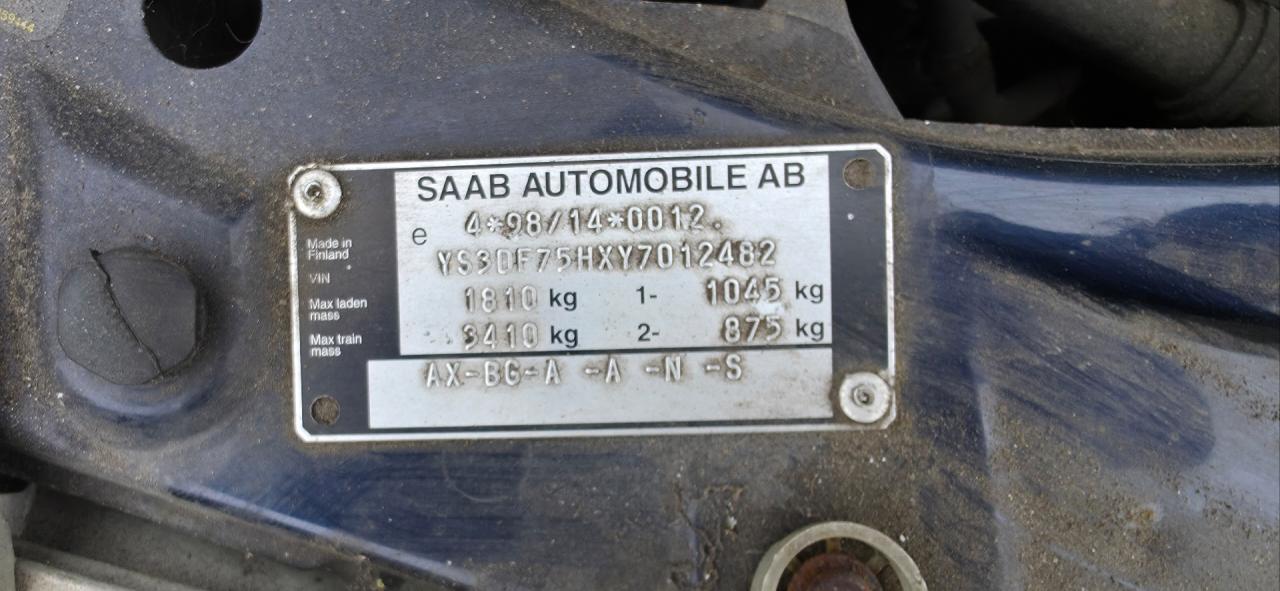 SAAB AUTOMOBILE AB
e 4*98/14*0012.
Made in
Finland
VIN YS3DF75HXY7012482
Max laden
mass 1810 kg 1- 1045 kg
Max train
mass 3410 kg 2- 875 kg
AX-BG-A -A -N -S